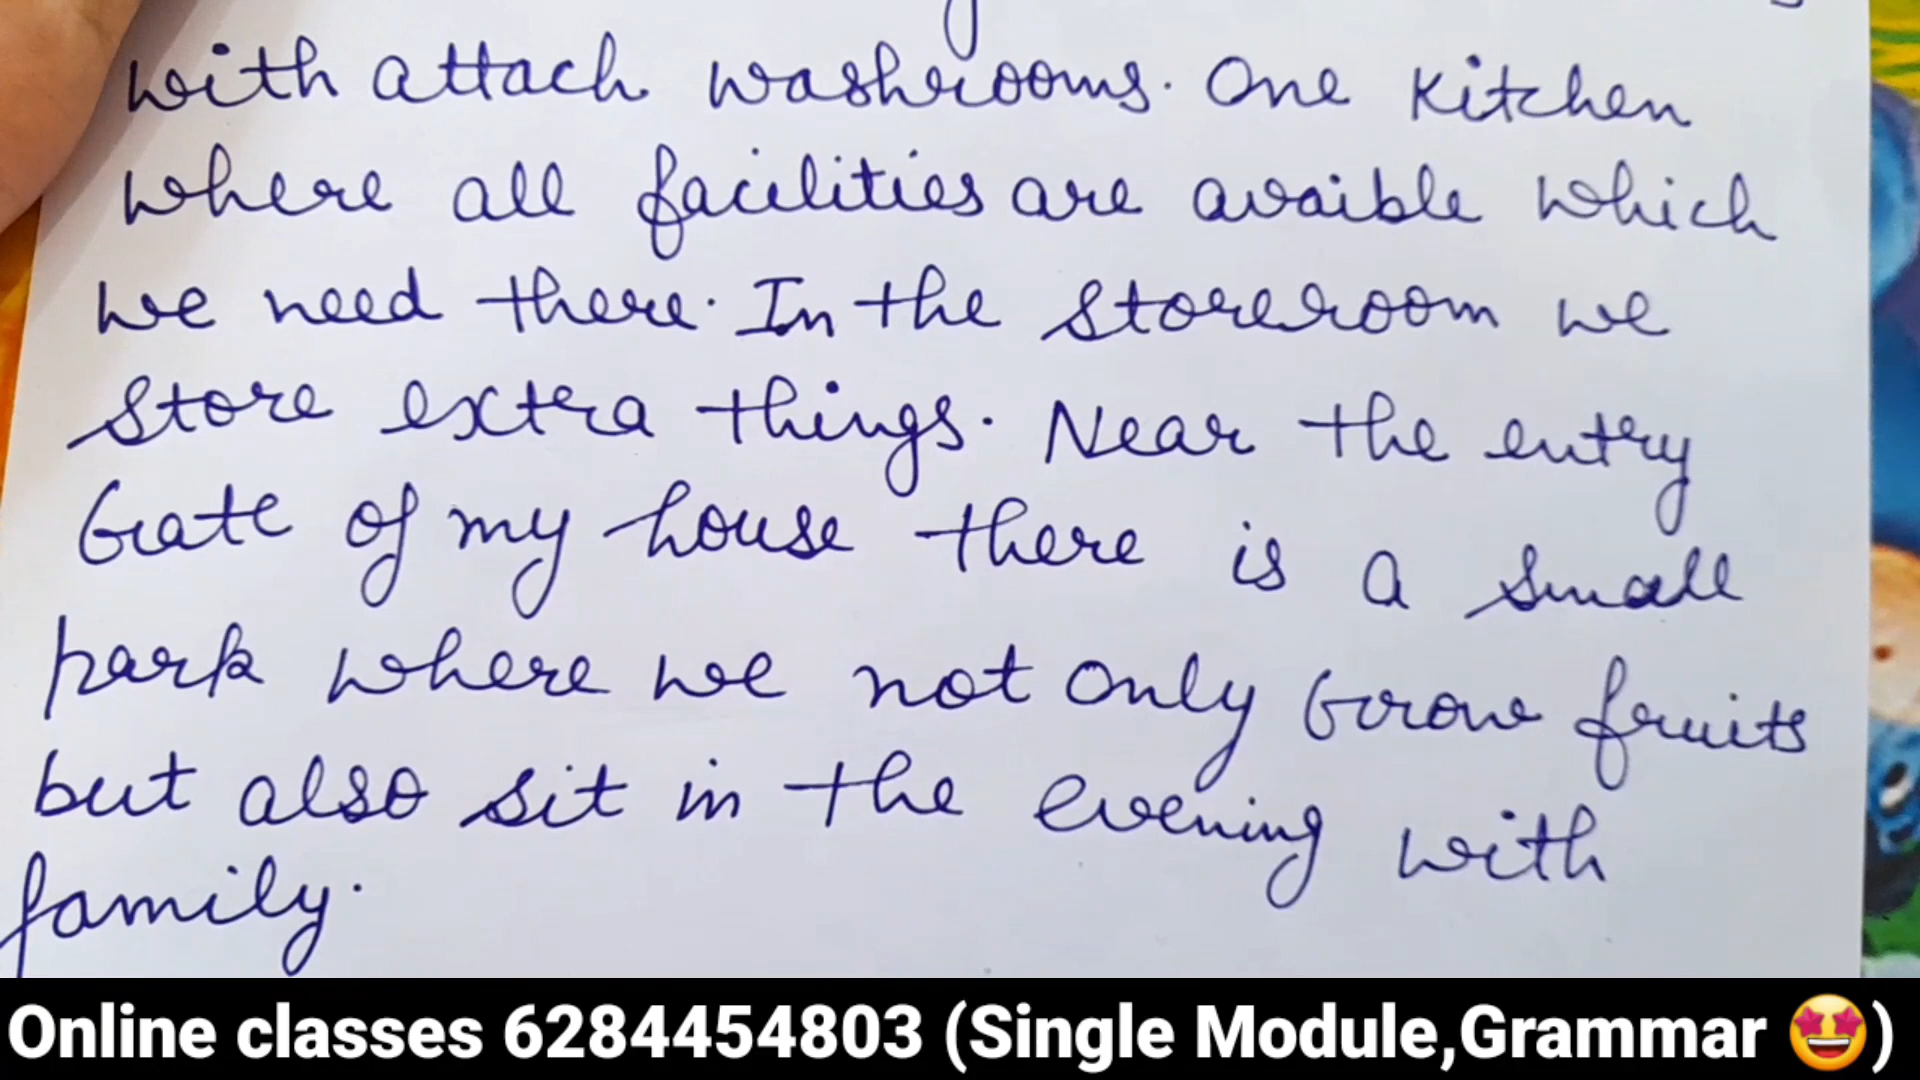 with attach washrooms. One Kitchen
where all facilities are avaible which
we need there. In the storeroom we
store extra things. Near the entry
Gate of my house there is a small
park where we not only Grow fruits
but also sit in the evening with
family.
Online classes 6284454803 (Single Module,Grammar 🤩)